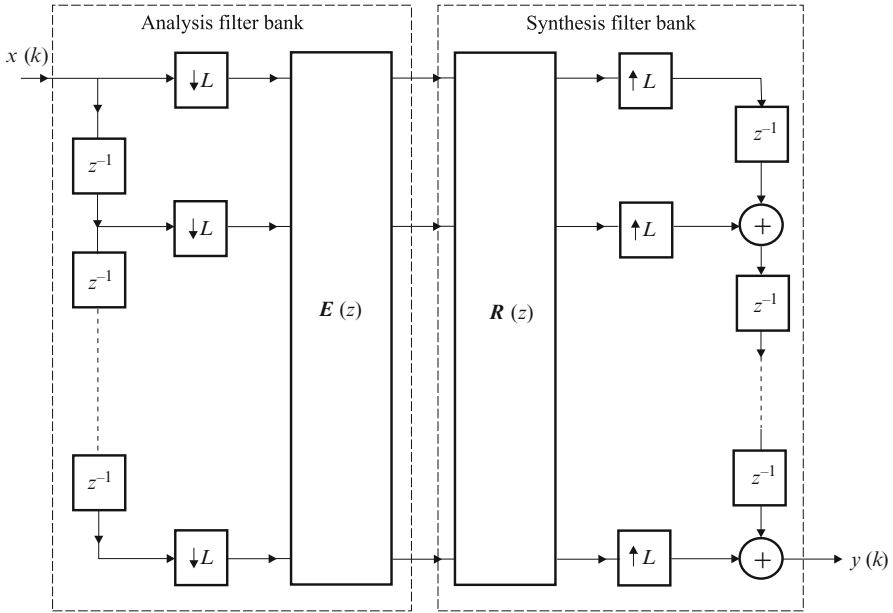 Analysis filter bank
Synthesis filter bank
x (k)
↓L
↑L
z⁻¹
z⁻¹
↓L
↑L
+
z⁻¹
z⁻¹
E (z)
R (z)
z⁻¹
z⁻¹
↓L
↑L
+
y (k)